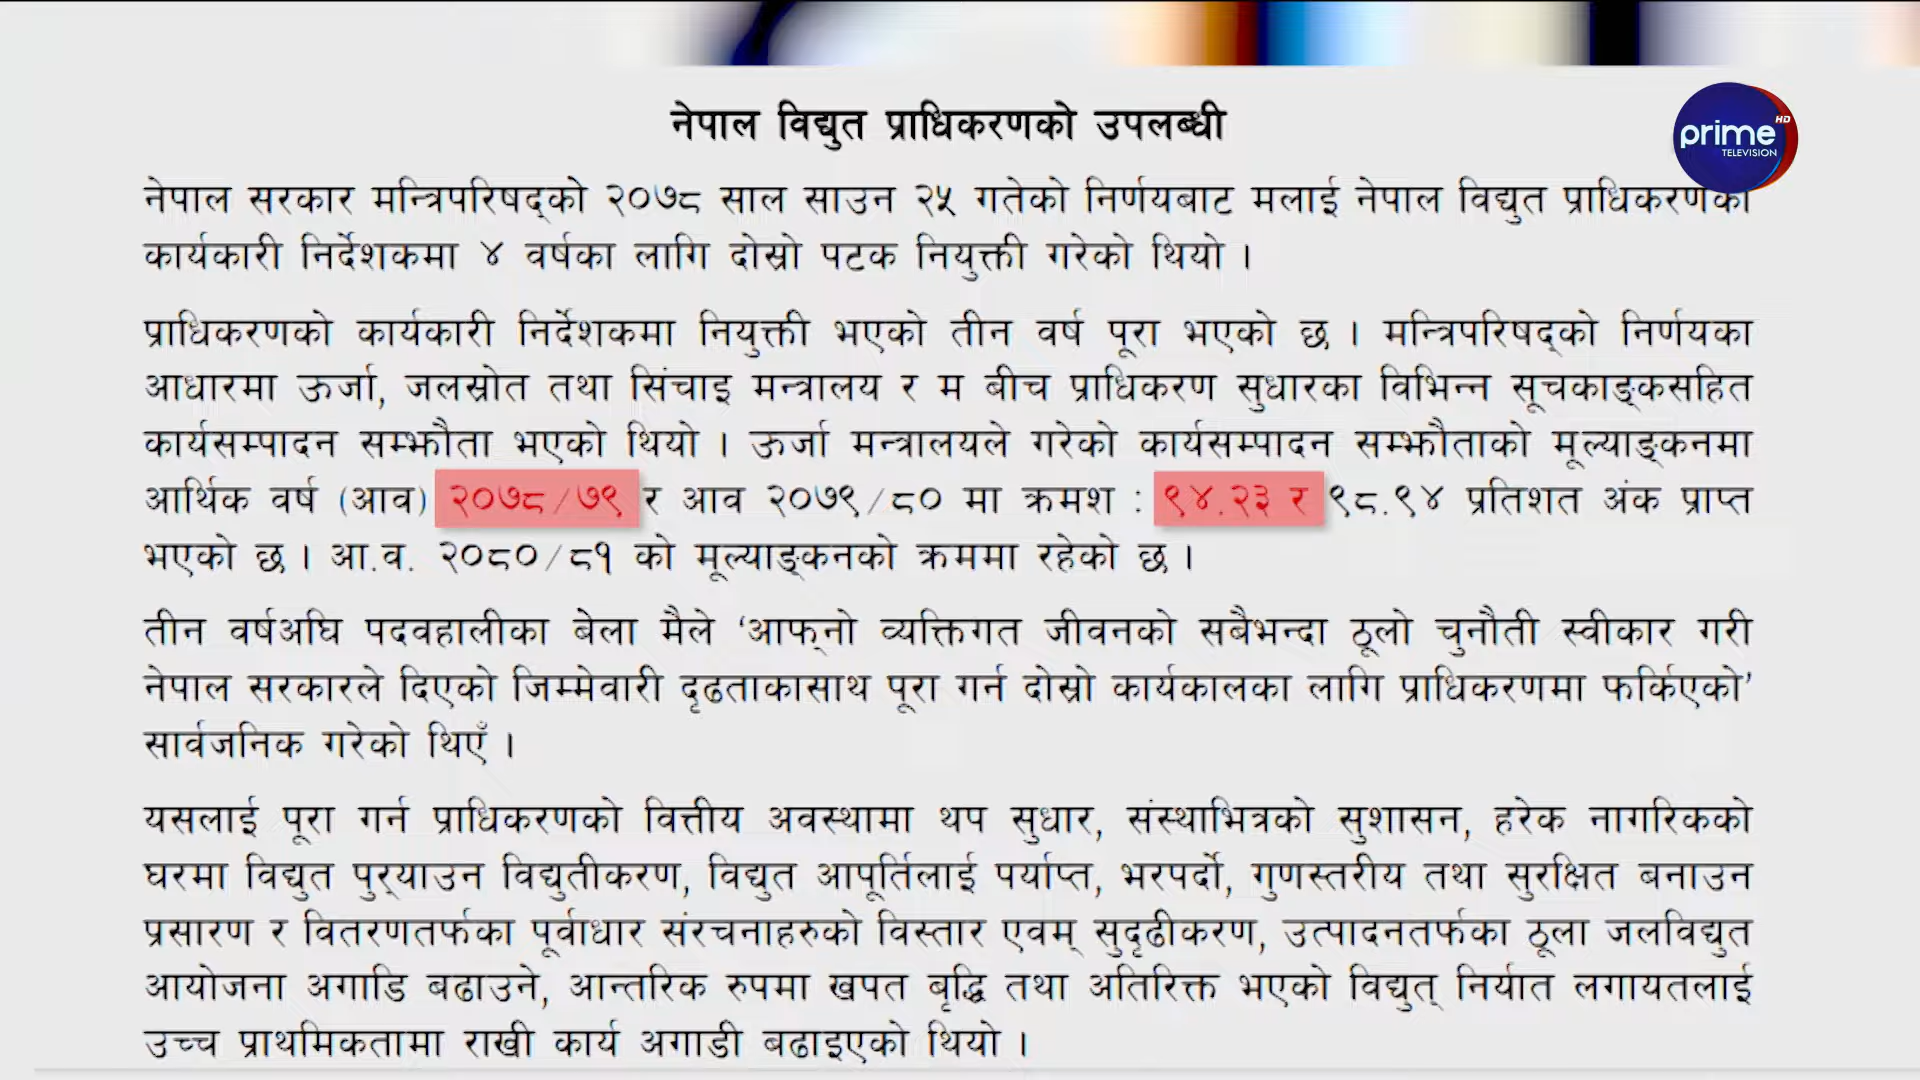 नेपाल विद्युत प्राधिकरणको उपलब्धी
prime HD
TELEVISION
नेपाल सरकार मन्त्रिपरिषद्को २०७८ साल साउन २५ गतेको निर्णयबाट मलाई नेपाल विद्युत प्राधिकरणको
कार्यकारी निर्देशकमा ४ वर्षका लागि दोस्रो पटक नियुक्ती गरेको थियो ।
प्राधिकरणको कार्यकारी निर्देशकमा नियुक्ती भएको तीन वर्ष पूरा भएको छ । मन्त्रिपरिषद्को निर्णयका
आधारमा ऊर्जा, जलस्रोत तथा सिंचाइ मन्त्रालय र म बीच प्राधिकरण सुधारका विभिन्न सूचकाङ्कसहित
कार्यसम्पादन सम्झौता भएको थियो । ऊर्जा मन्त्रालयले गरेको कार्यसम्पादन सम्झौताको मूल्याङ्कनमा
आर्थिक वर्ष (आव) २०७८/७९ र आव २०७९/८० मा क्रमश : ९४.२३ र ९८.९४ प्रतिशत अंक प्राप्त
भएको छ । आ.व. २०८०/८१ को मूल्याङ्कनको क्रममा रहेको छ ।
तीन वर्षअघि पदवहालीका बेला मैले ‘आफ्‍नो व्यक्तिगत जीवनको सबैभन्दा ठूलो चुनौती स्वीकार गरी
नेपाल सरकारले दिएको जिम्मेवारी दृढताकासाथ पूरा गर्न दोस्रो कार्यकालका लागि प्राधिकरणमा फर्किएको’
सार्वजनिक गरेको थिएँ ।
यसलाई पूरा गर्न प्राधिकरणको वित्तीय अवस्थामा थप सुधार, संस्थाभित्रको सुशासन, हरेक नागरिकको
घरमा विद्युत पुर्‍याउन विद्युतीकरण, विद्युत आपूर्तिलाई पर्याप्त, भरपर्दो, गुणस्तरीय तथा सुरक्षित बनाउन
प्रसारण र वितरणतर्फका पूर्वाधार संरचनाहरुको विस्तार एवम् सुदृढीकरण, उत्पादनतर्फका ठूला जलविद्युत
आयोजना अगाडि बढाउने, आन्तरिक रुपमा खपत बृद्धि तथा अतिरिक्त भएको विद्युत् निर्यात लगायतलाई
उच्च प्राथमिकतामा राखी कार्य अगाडी बढाइएको थियो ।